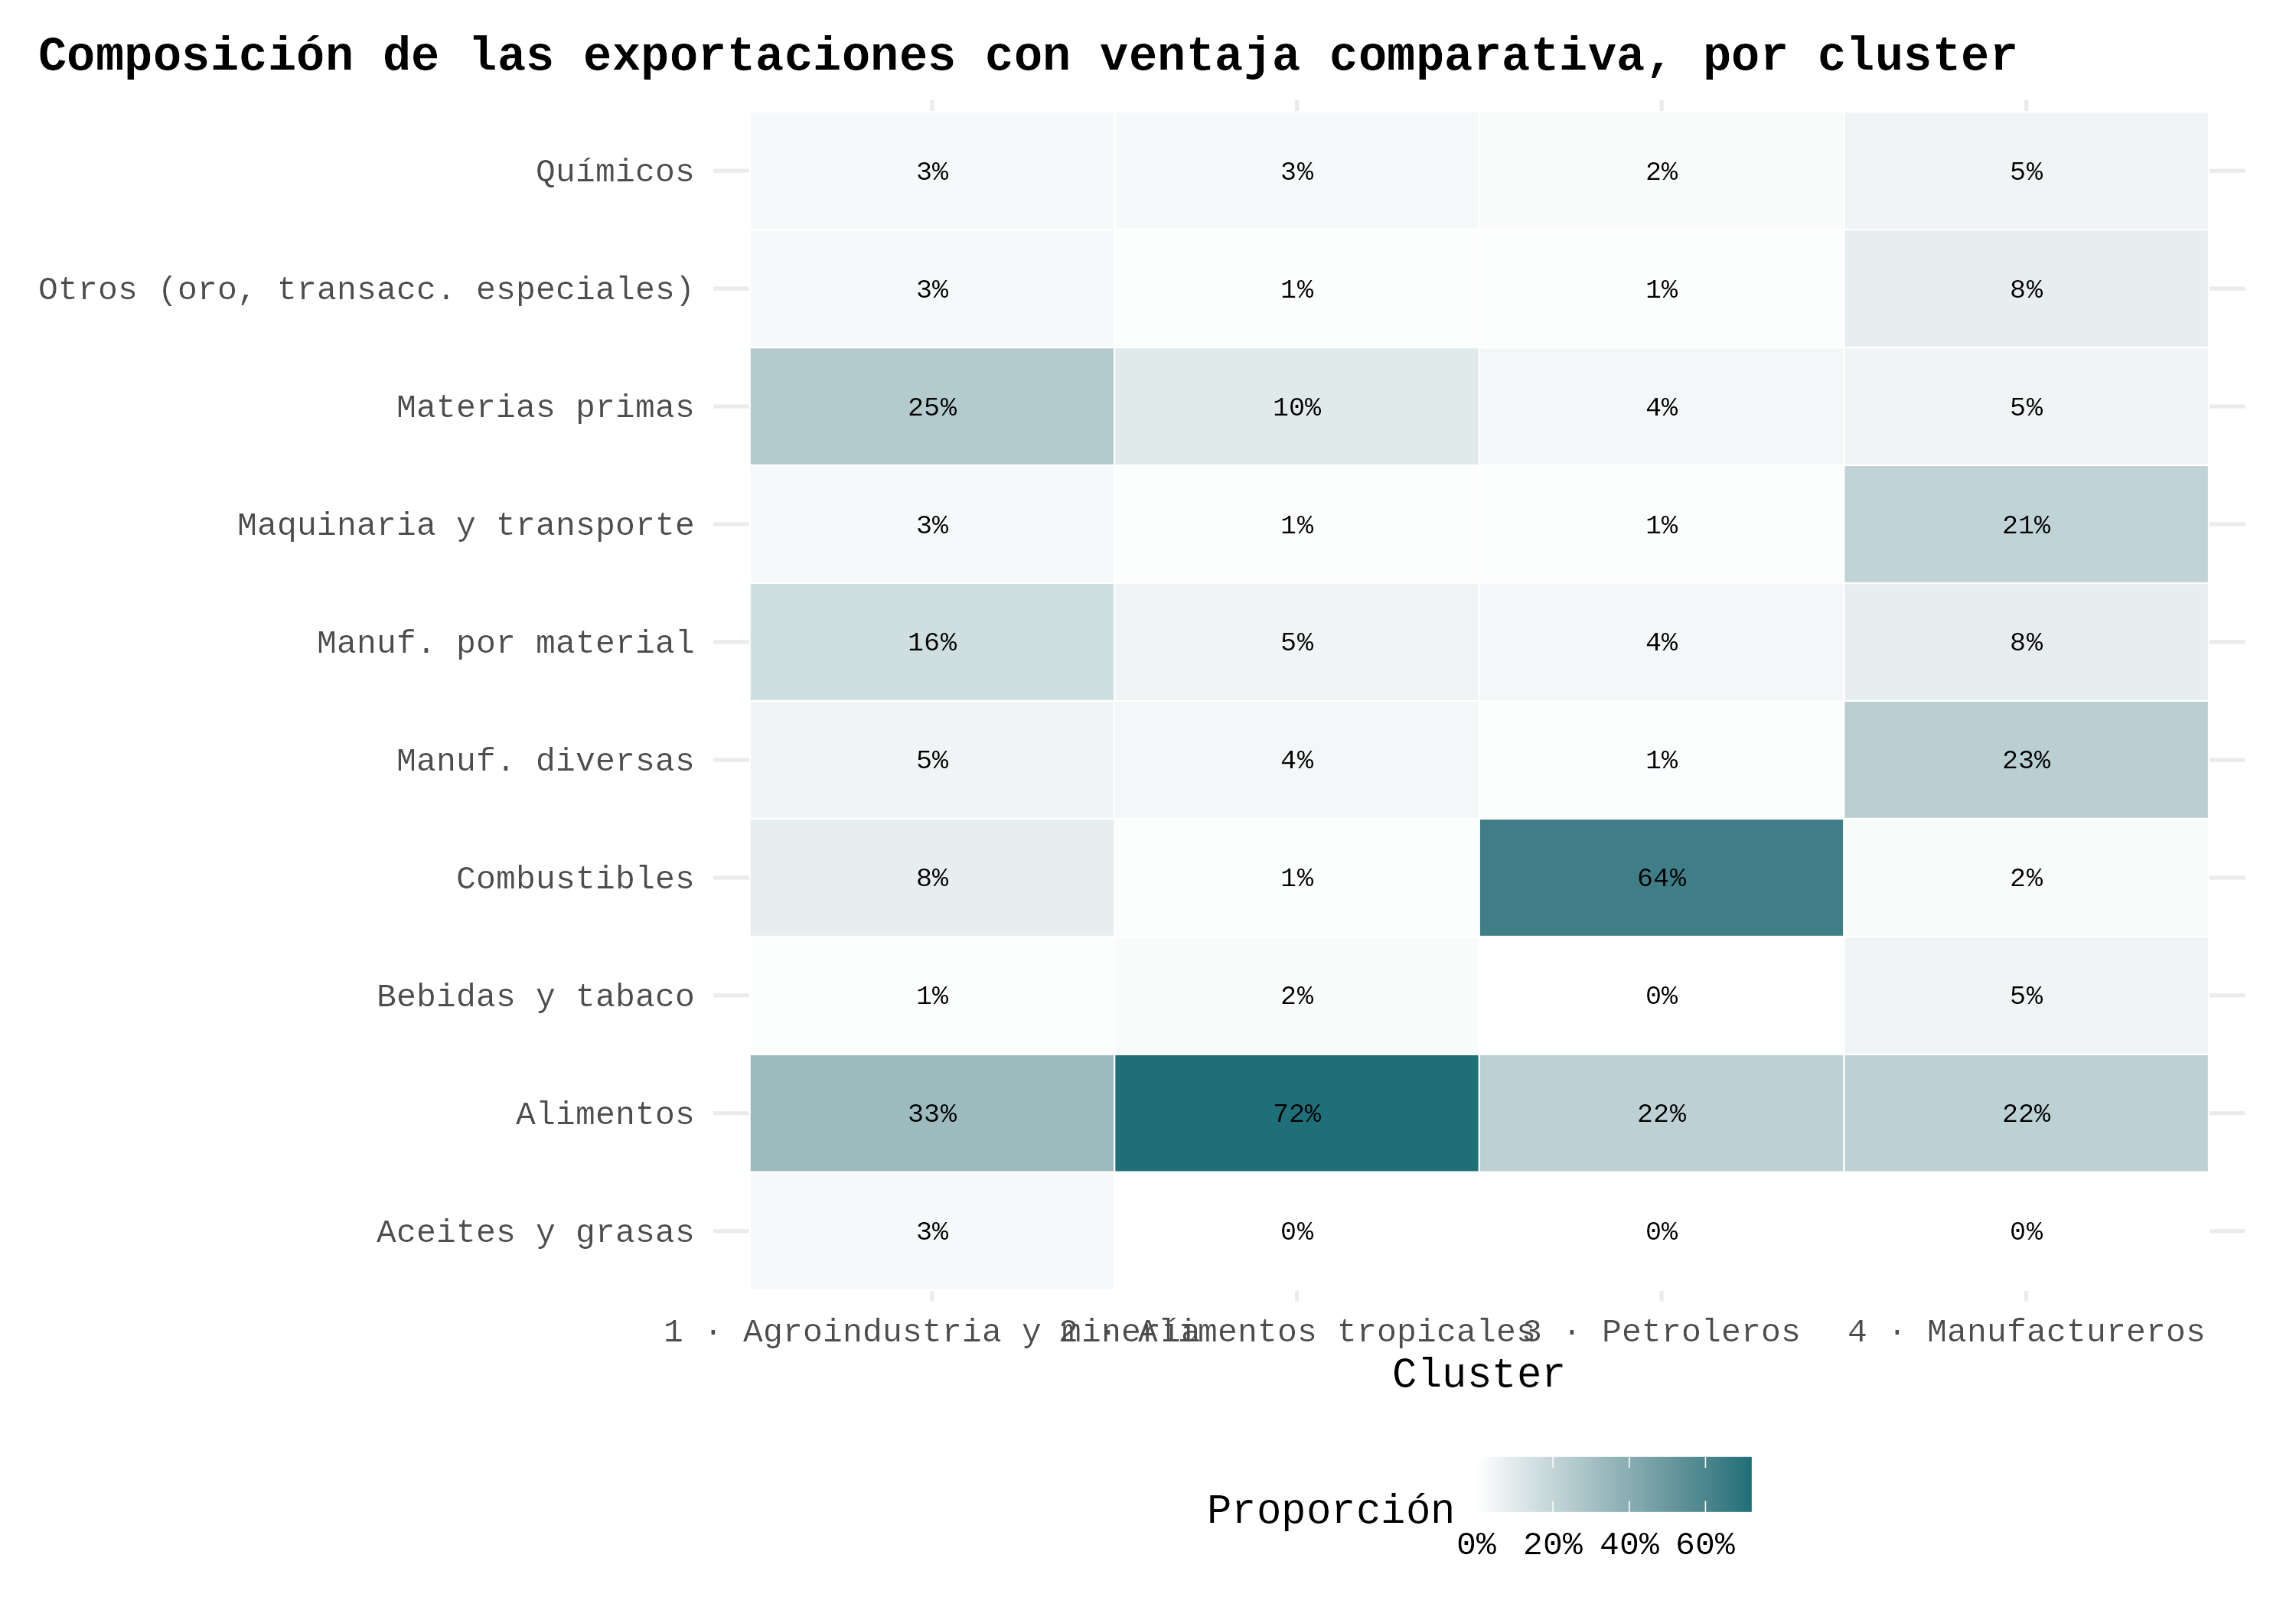 Composición de las exportaciones con ventaja comparativa, por cluster
Químicos 3% 3% 2% 5%
Otros (oro, transacc. especiales) 3% 1% 1% 8%
Materias primas 25% 10% 4% 5%
Maquinaria y transporte 3% 1% 1% 21%
Manuf. por material 16% 5% 4% 8%
Manuf. diversas 5% 4% 1% 23%
Combustibles 8% 1% 64% 2%
Bebidas y tabaco 1% 2% 0% 5%
Alimentos 33% 72% 22% 22%
Aceites y grasas 3% 0% 0% 0%
1 · Agroindustria y minería 2 · Alimentos tropicales 3 · Petroleros 4 · Manufactureros
Cluster
Proporción
0% 20% 40% 60%